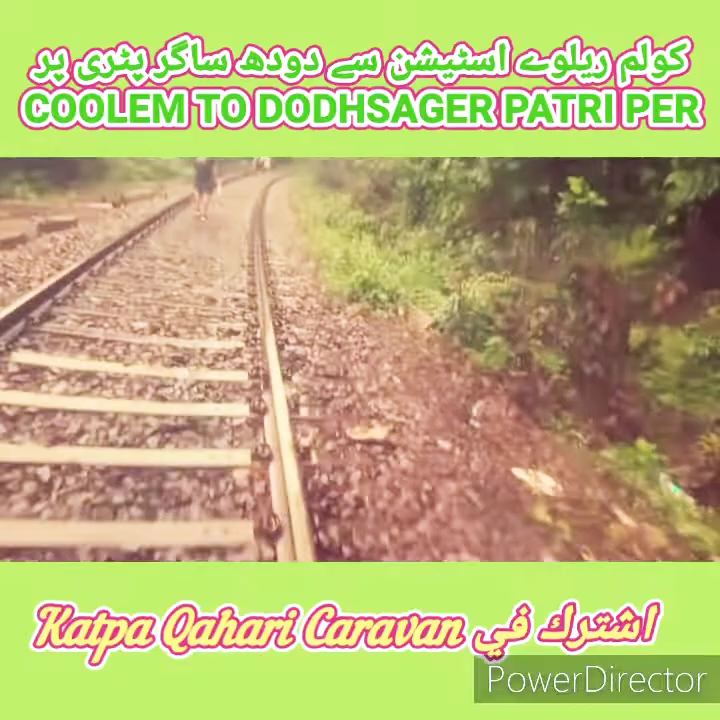 کولم ریلوے اسٹیشن سے دودھ ساگر پٹری پر
COOLEM TO DODHSAGER PATRI PER
Katpa Qahari Caravan اشترك في
PowerDirector